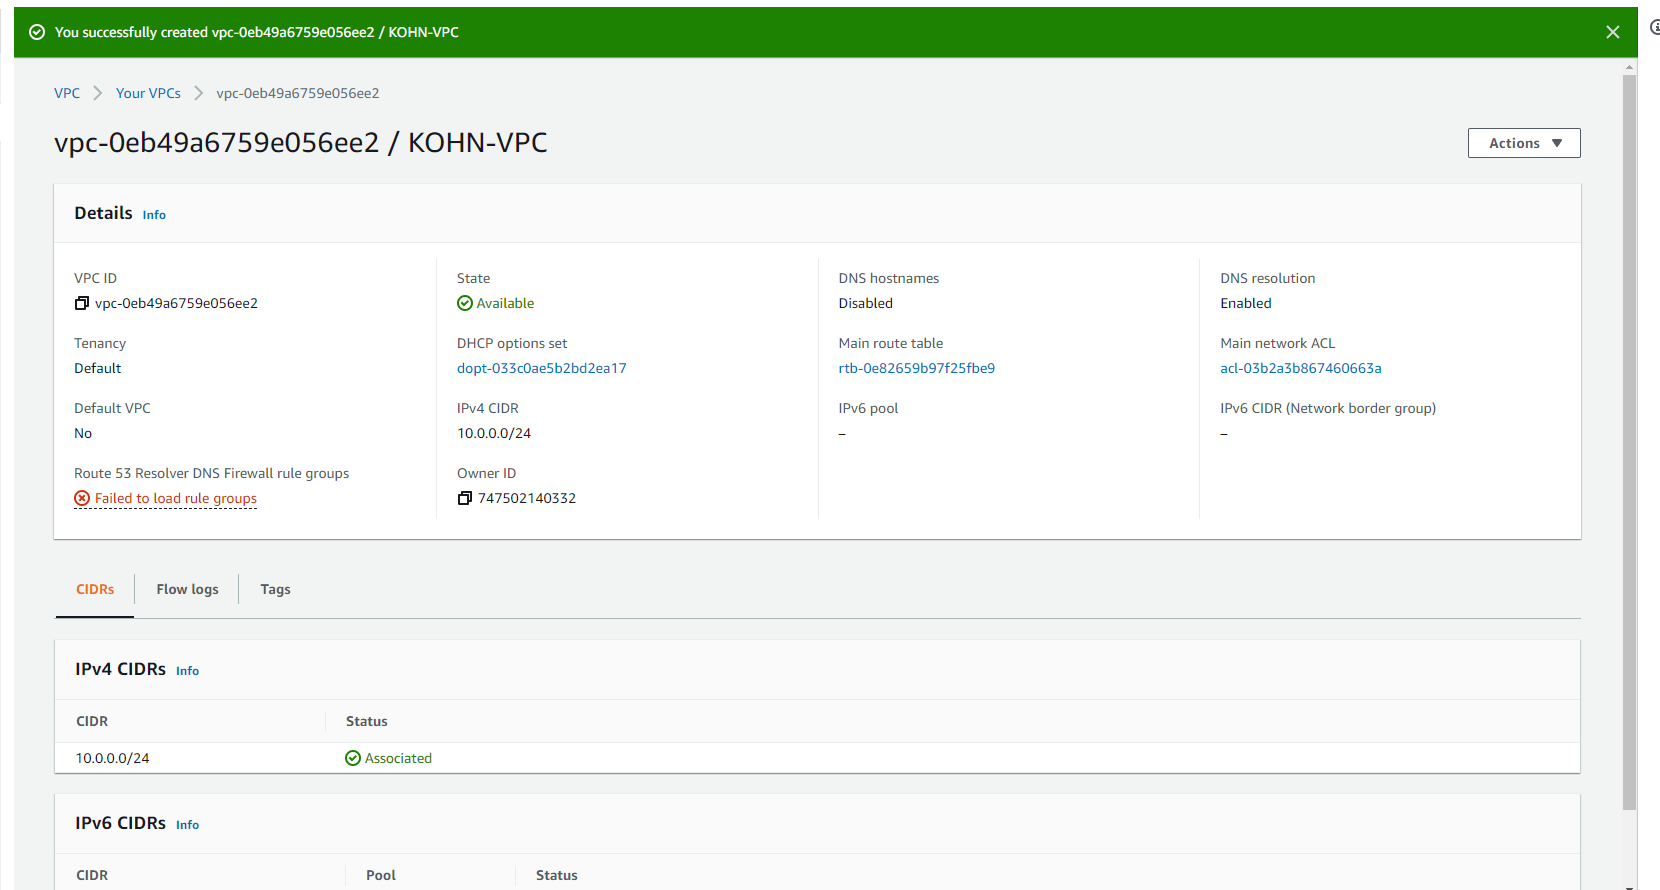 You successfully created vpc-0eb49a6759e056ee2 / KOHN-VPC
VPC
Your VPCs
vpc-0eb49a6759e056ee2
vpc-0eb49a6759e056ee2 / KOHN-VPC
Actions
Details Info
VPC ID
vpc-0eb49a6759e056ee2
State
Available
DNS hostnames
Disabled
DNS resolution
Enabled
Tenancy
Default
DHCP options set
dopt-033c0ae5b2bd2ea17
Main route table
rtb-0e82659b97f25fbe9
Main network ACL
acl-03b2a3b867460663a
Default VPC
No
IPv4 CIDR
10.0.0.0/24
IPv6 pool
–
IPv6 CIDR (Network border group)
–
Route 53 Resolver DNS Firewall rule groups
Failed to load rule groups
Owner ID
747502140332
CIDRs
Flow logs
Tags
IPv4 CIDRs Info
CIDR
Status
10.0.0.0/24
Associated
IPv6 CIDRs Info
CIDR
Pool
Status